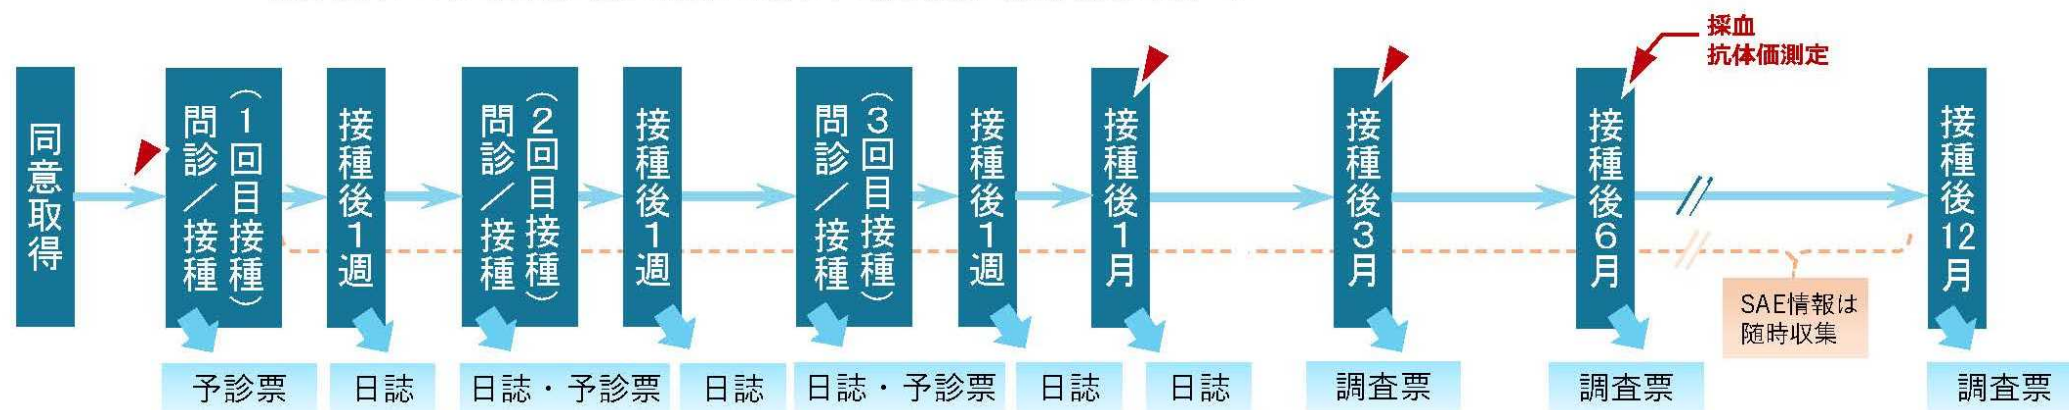 採血
抗体価測定
同意取得
（1回目接種）
問診／接種
接種後1週
（2回目接種）
問診／接種
接種後1週
（3回目接種）
問診／接種
接種後1週
接種後1月
接種後3月
接種後6月
接種後12月
SAE情報は
随時収集
予診票
日誌
日誌・予診票
日誌
日誌・予診票
日誌
日誌
調査票
調査票
調査票